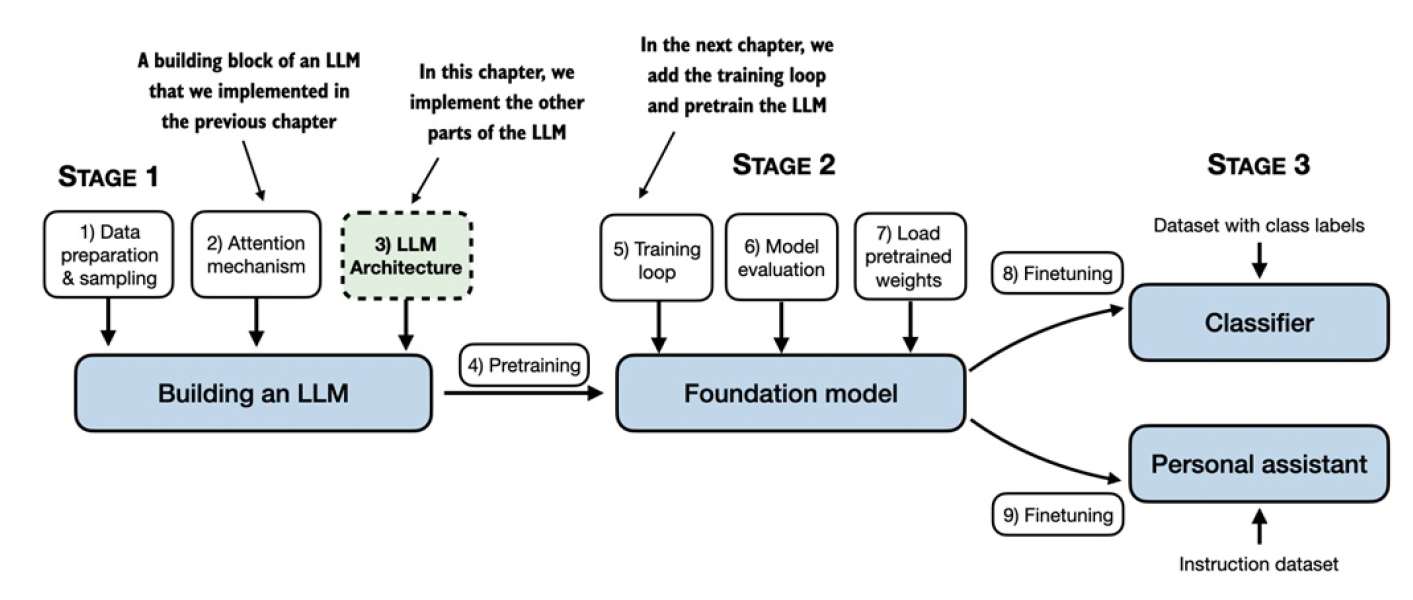 A building block of an LLM
that we implemented in
the previous chapter
In this chapter, we
implement the other
parts of the LLM
In the next chapter, we
add the training loop
and pretrain the LLM
STAGE 1
STAGE 2
STAGE 3
1) Data
preparation
& sampling
2) Attention
mechanism
3) LLM
Architecture
5) Training
loop
6) Model
evaluation
7) Load
pretrained
weights
8) Finetuning
Dataset with class labels
Classifier
Building an LLM
4) Pretraining
Foundation model
Personal assistant
9) Finetuning
Instruction dataset